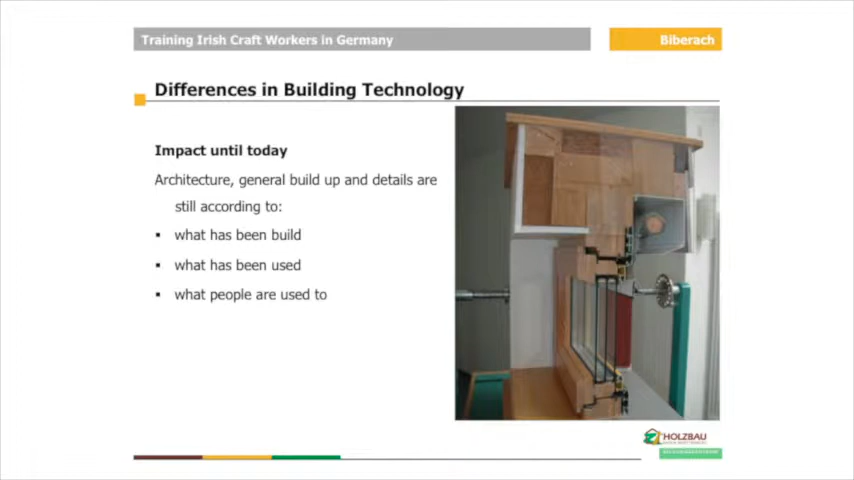 Training Irish Craft Workers in Germany
Biberach
Differences in Building Technology
Impact until today
Architecture, general build up and details are
still according to:
▪ what has been build
▪ what has been used
▪ what people are used to
HOLZBAU